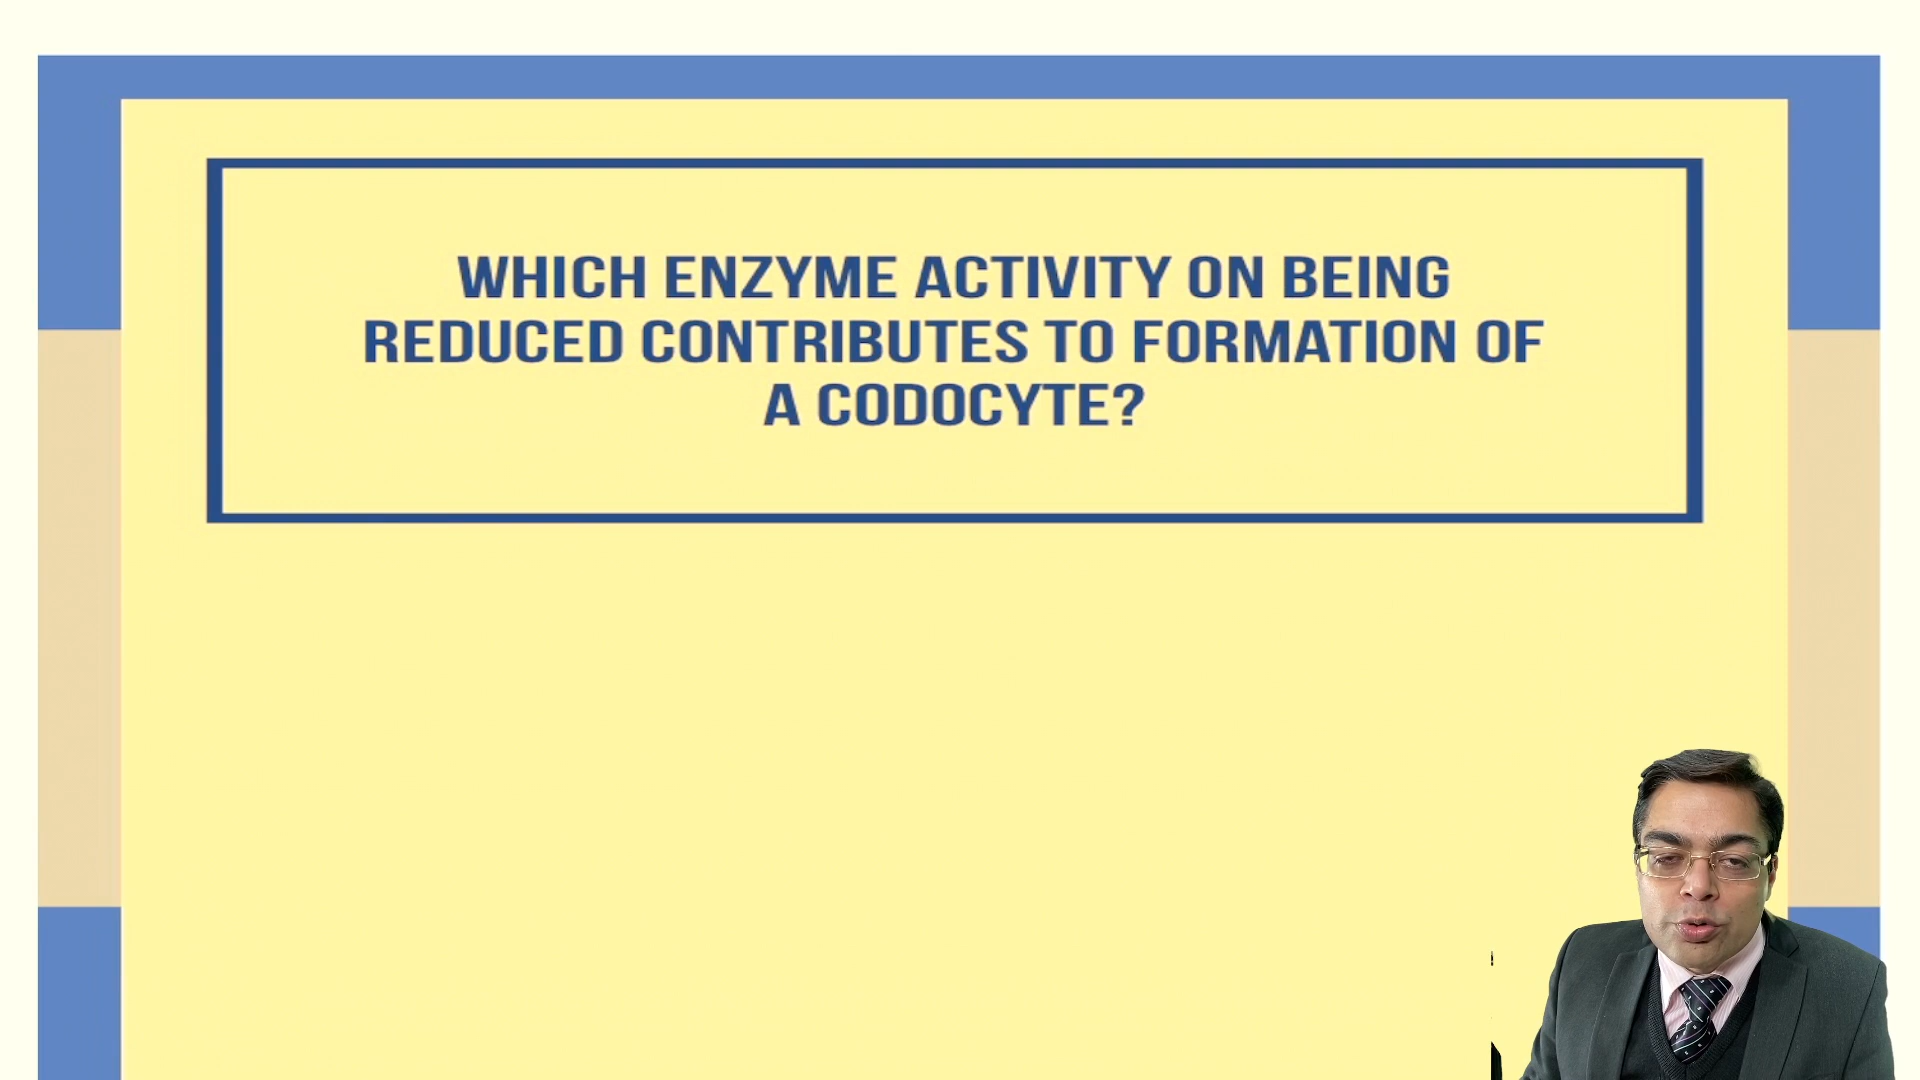 WHICH ENZYME ACTIVITY ON BEING
REDUCED CONTRIBUTES TO FORMATION OF
A CODOCYTE?